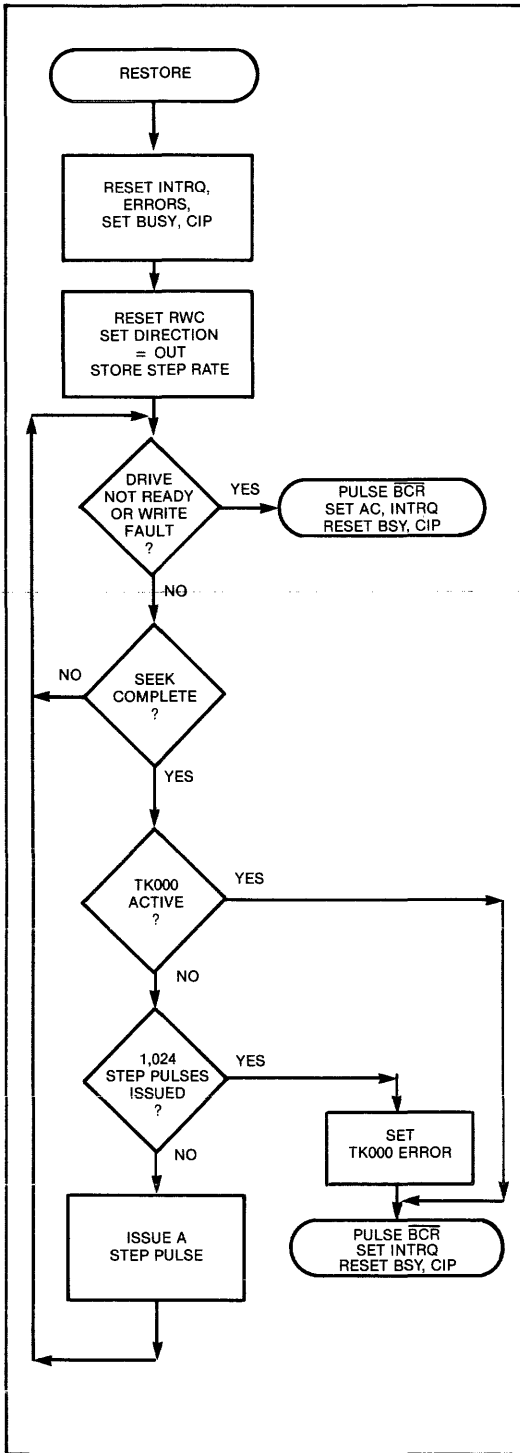 RESTORE
RESET INTRQ,
ERRORS,
SET BUSY, CIP
RESET RWC
SET DIRECTION
= OUT
STORE STEP RATE
DRIVE
NOT READY
OR WRITE
FAULT
?
YES
PULSE BCR
SET AC, INTRQ
RESET BSY, CIP
NO
SEEK
COMPLETE
?
NO
YES
TK000
ACTIVE
?
YES
NO
1,024
STEP PULSES
ISSUED
?
YES
SET
TK000 ERROR
NO
ISSUE A
STEP PULSE
PULSE BCR
SET INTRQ
RESET BSY, CIP